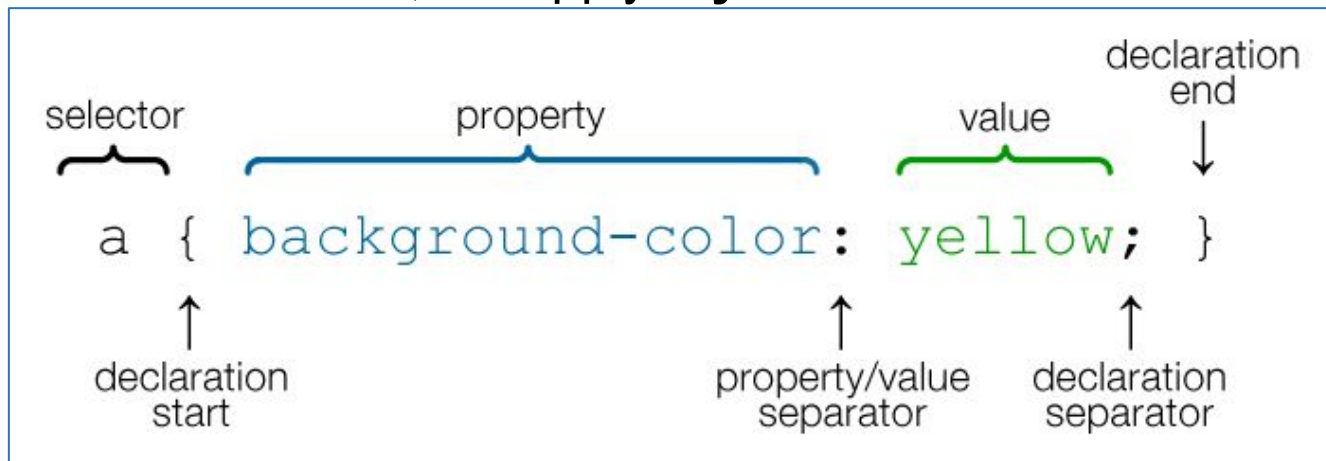 declaration
end
selector
property
value
a { background-color: yellow; }
declaration
start
property/value
separator
declaration
separator